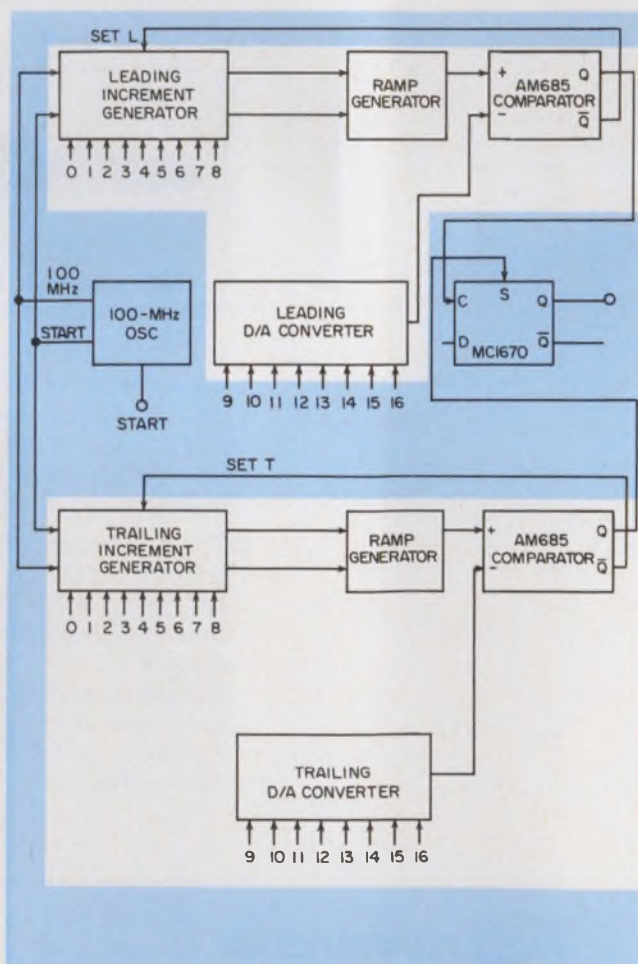 SET L
LEADING
INCREMENT
GENERATOR
0 1 2 3 4 5 6 7 8
RAMP
GENERATOR
+ AM685 Q
COMPARATOR
- Q̅
100
MHz
START
100-MHz
OSC
START
LEADING
D/A CONVERTER
9 10 11 12 13 14 15 16
S
C Q
D Q̅
MC1670
SET T
TRAILING
INCREMENT
GENERATOR
0 1 2 3 4 5 6 7 8
RAMP
GENERATOR
+ AM685 Q
COMPARATOR
- Q̅
TRAILING
D/A CONVERTER
9 10 11 12 13 14 15 16